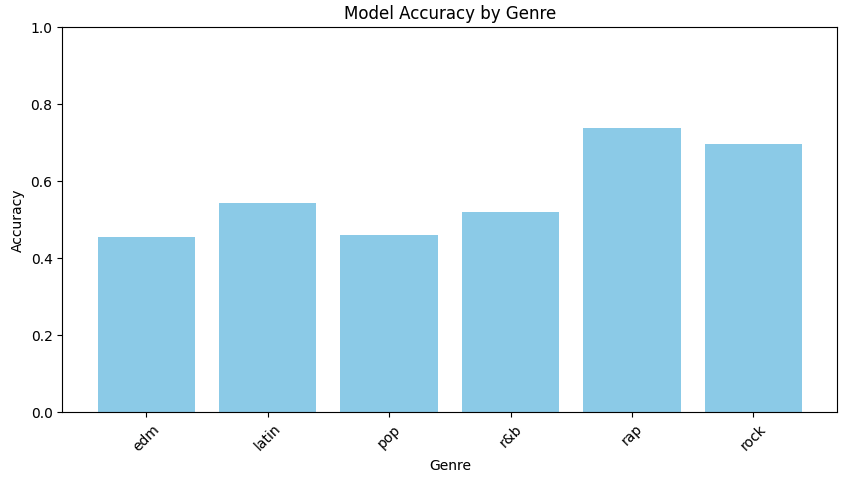 Model Accuracy by Genre
Accuracy
1.0
0.8
0.6
0.4
0.2
0.0
edm
latin
pop
r&b
rap
rock
Genre